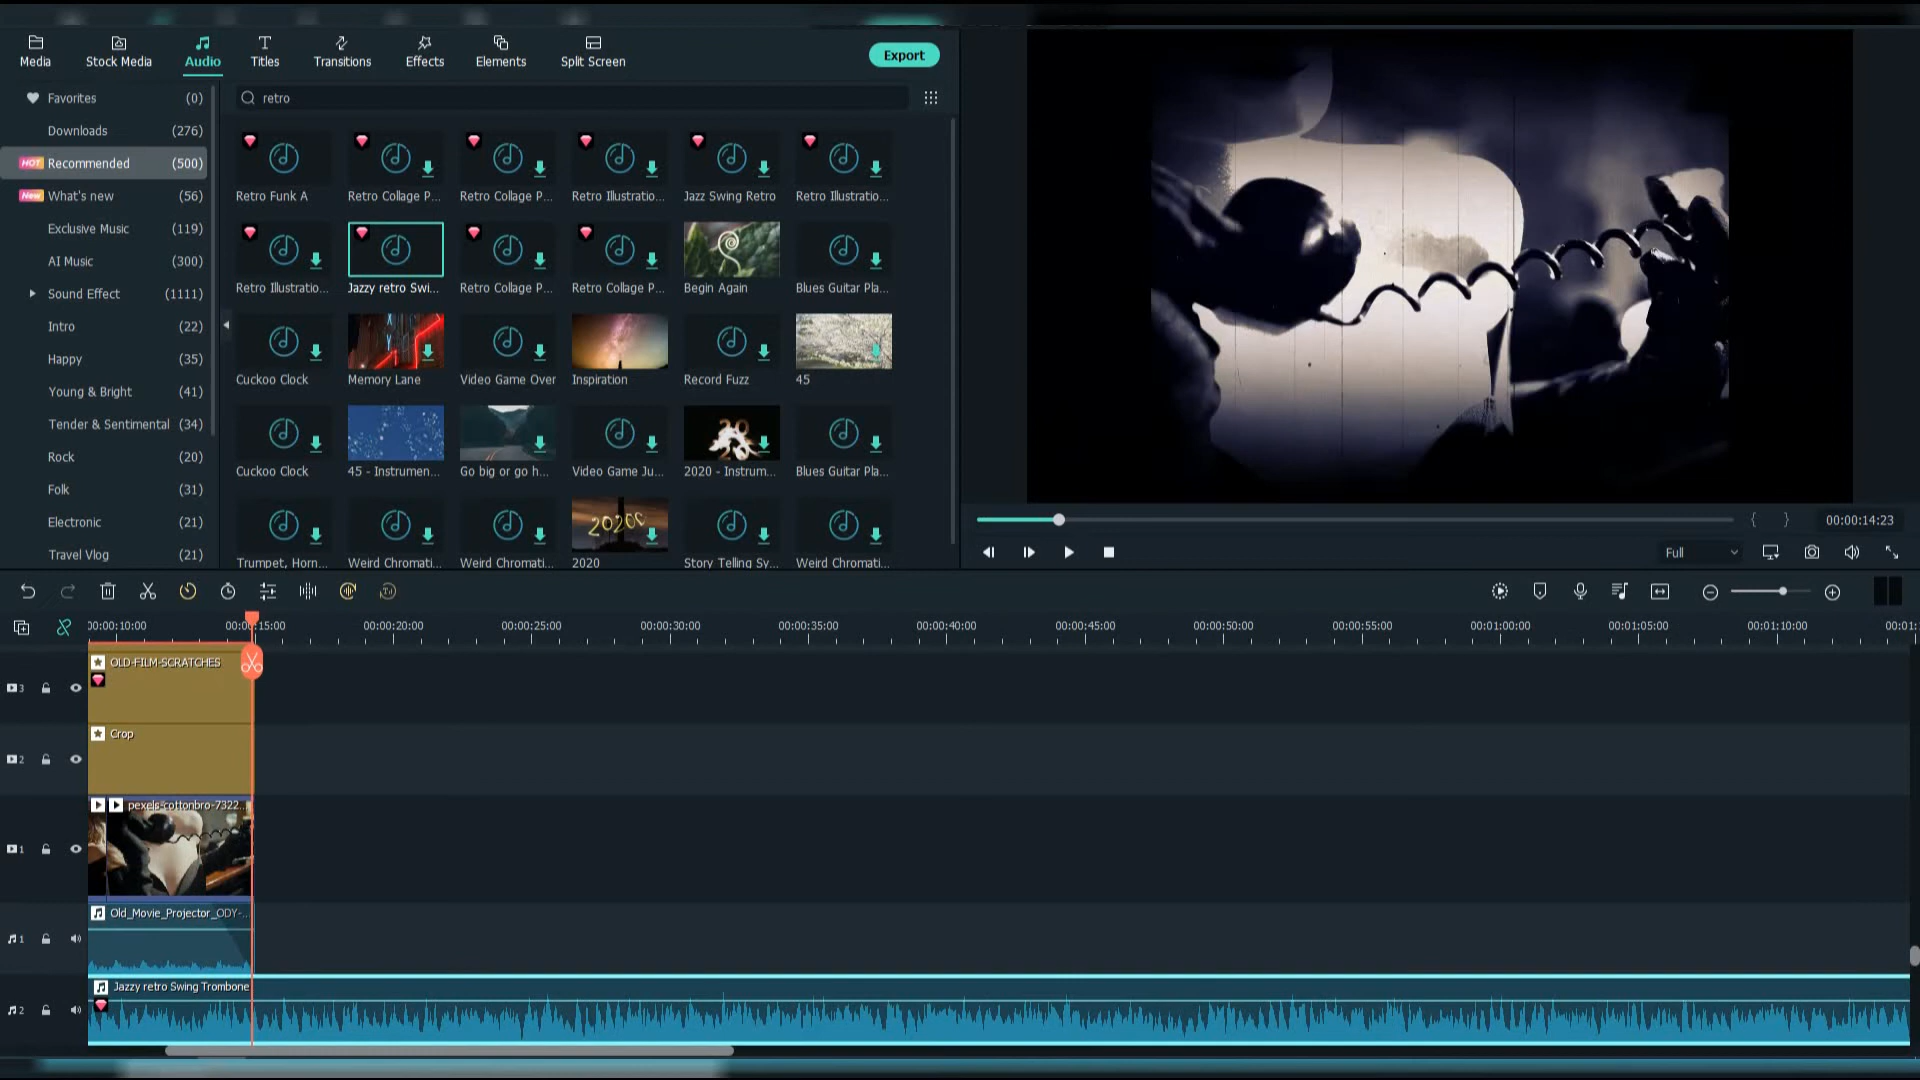 Media Stock Media Audio Titles Transitions Effects Elements Split Screen
Export
Favorites (0)
Downloads (276)
HOT Recommended (500)
New What's new (56)
Exclusive Music (119)
AI Music (300)
Sound Effect (1111)
Intro (22)
Happy (35)
Young & Bright (41)
Tender & Sentimental (34)
Rock (20)
Folk (31)
Electronic (21)
Travel Vlog (21)
retro
Retro Funk A Retro Collage P... Retro Collage P... Retro Illustratio... Jazz Swing Retro Retro Illustratio...
Retro Illustratio... Jazzy retro Swi... Retro Collage P... Retro Collage P... Begin Again Blues Guitar Pla...
Cuckoo Clock Memory Lane Video Game Over Inspiration Record Fuzz 45
Cuckoo Clock 45 - Instrumen... Go big or go h... Video Game Ju... 2020 - Instrum... Blues Guitar Pla...
Trumpet, Horn... Weird Chromati... Weird Chromati... 2020 Story Telling Sy... Weird Chromati...
{ } 00:00:14:23
Full
00:00:10:00 00:00:15:00 00:00:20:00 00:00:25:00 00:00:30:00 00:00:35:00 00:00:40:00 00:00:45:00 00:00:50:00 00:00:55:00 00:01:00:00 00:01:05:00 00:01:10:00 00:01:
OLD-FILM-SCRATCHES
3
Crop
2
pexels-cottonbro-7322...
1
Old_Movie_Projector_ODY-...
1
Jazzy retro Swing Trombone
2